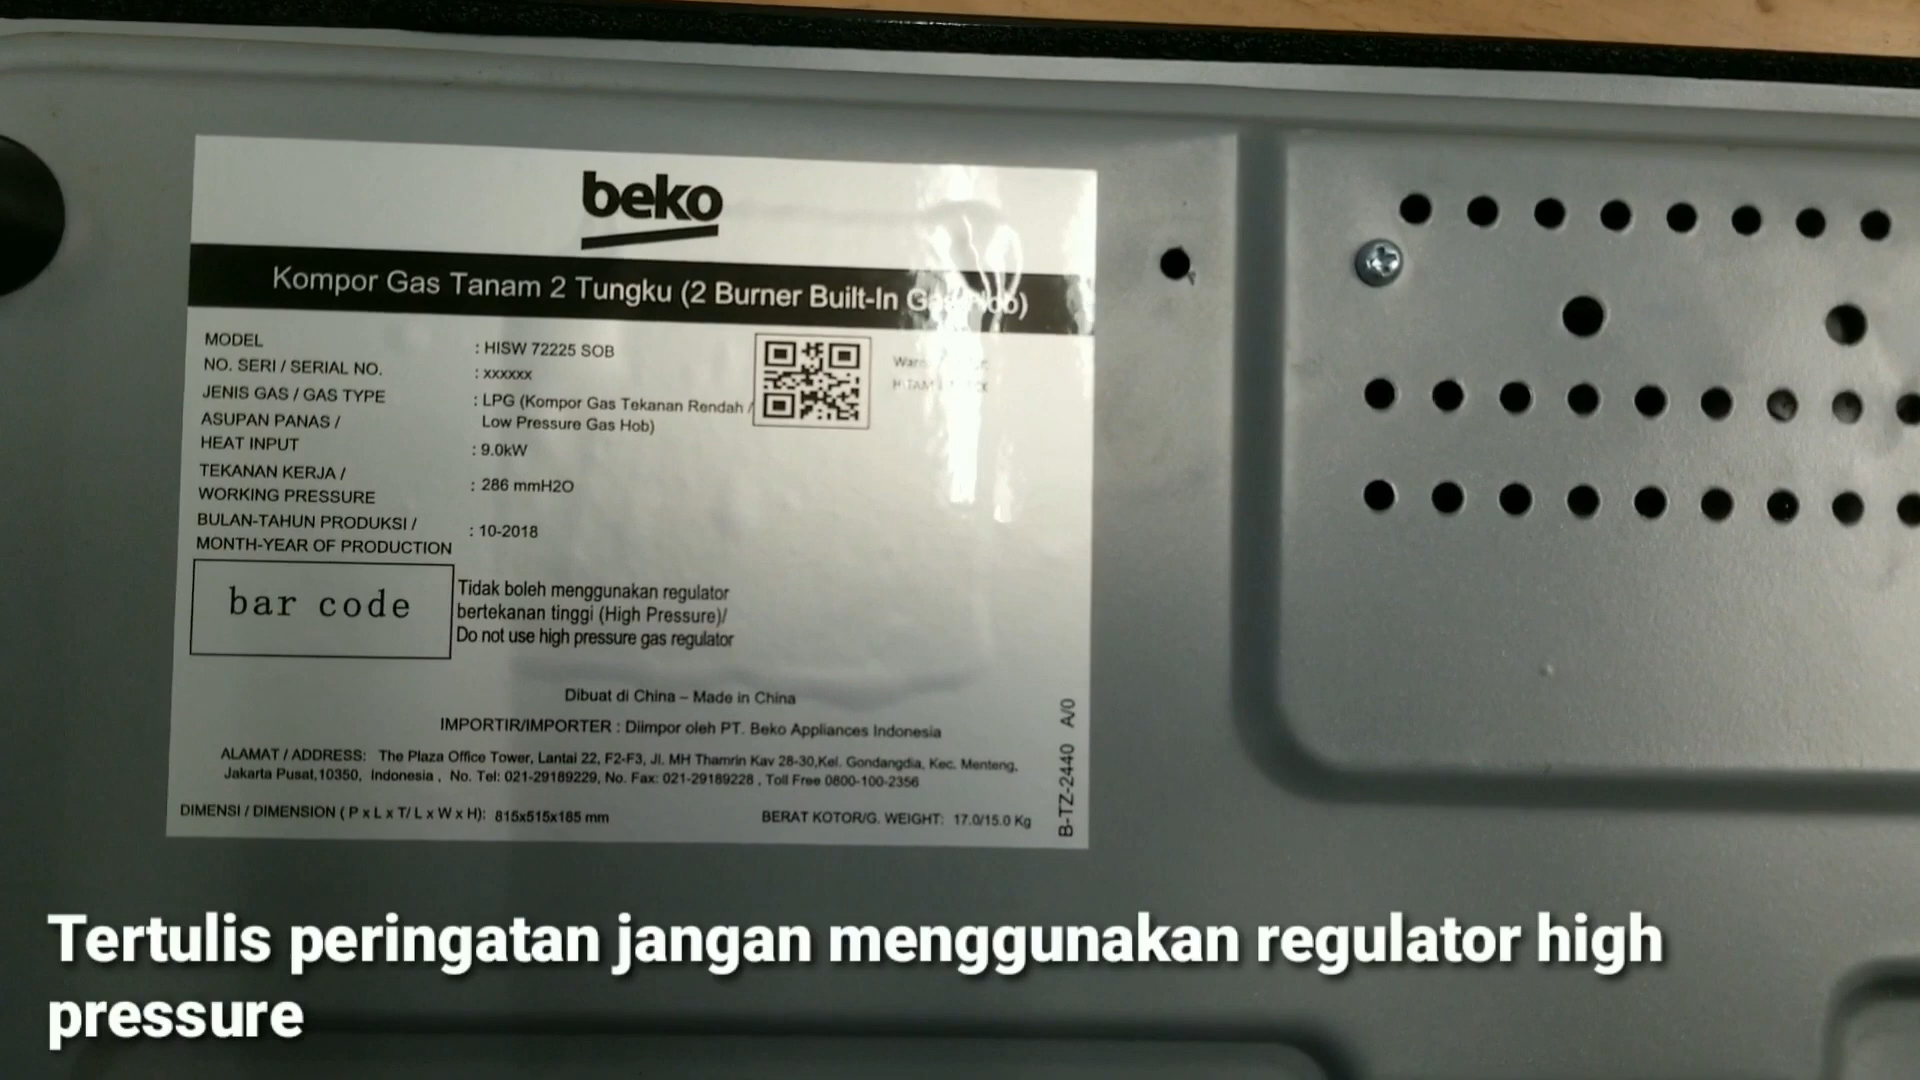 beko
Kompor Gas Tanam 2 Tungku (2 Burner Built-In Gas Hob)
MODEL : HISW 72225 SOB
NO. SERI / SERIAL NO. : xxxxxx
JENIS GAS / GAS TYPE : LPG (Kompor Gas Tekanan Rendah /
Low Pressure Gas Hob)
ASUPAN PANAS /
HEAT INPUT : 9.0kW
TEKANAN KERJA /
WORKING PRESSURE : 286 mmH2O
BULAN-TAHUN PRODUKSI /
MONTH-YEAR OF PRODUCTION : 10-2018
bar code
Tidak boleh menggunakan regulator
bertekanan tinggi (High Pressure)/
Do not use high pressure gas regulator
Dibuat di China – Made in China
IMPORTIR/IMPORTER : Diimpor oleh PT. Beko Appliances Indonesia
ALAMAT / ADDRESS: The Plaza Office Tower, Lantai 22, F2-F3, Jl. MH Thamrin Kav 28-30,Kel. Gondangdia, Kec. Menteng,
Jakarta Pusat,10350, Indonesia , No. Tel: 021-29189229, No. Fax: 021-29189228 , Toll Free 0800-100-2356
DIMENSI / DIMENSION ( P x L x T/ L x W x H): 815x515x185 mm
BERAT KOTOR/G. WEIGHT: 17.0/15.0 Kg
B-TZ-2440 A/0
Tertulis peringatan jangan menggunakan regulator high
pressure